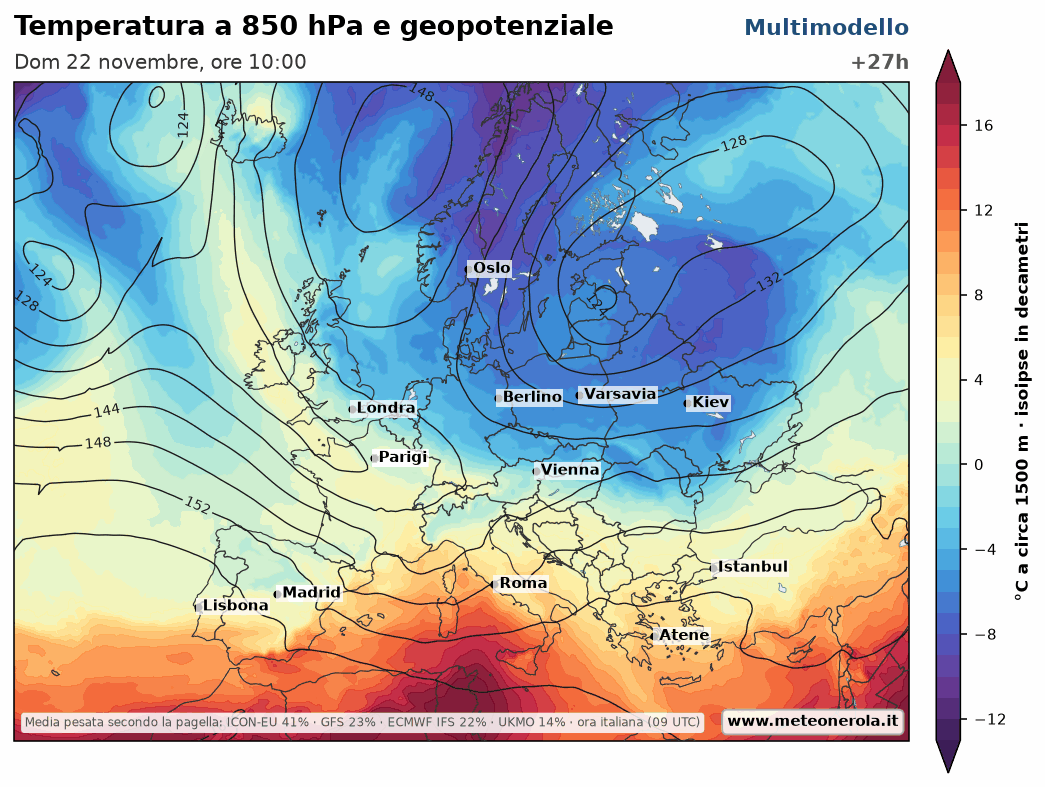 Temperatura a 850 hPa e geopotenziale
Multimodello
Dom 22 novembre, ore 10:00
+27h
148
124
128
124
128
132
124
Oslo
Berlino
Varsavia
Kiev
Londra
144
148
Parigi
Vienna
152
Istanbul
Roma
Madrid
Lisbona
Atene
16
12
8
4
0
−4
−8
−12
°C a circa 1500 m · isoipse in decametri
Media pesata secondo la pagella: ICON-EU 41% · GFS 23% · ECMWF IFS 22% · UKMO 14% · ora italiana (09 UTC)
www.meteonerola.it